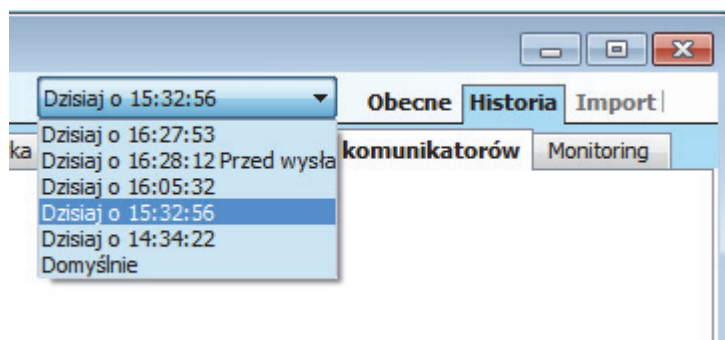 Dzisiaj o 15:32:56 Obecne Historia Import
Dzisiaj o 16:27:53
ka Dzisiaj o 16:28:12 Przed wysła komunikatorów Monitoring
Dzisiaj o 16:05:32
Dzisiaj o 15:32:56
Dzisiaj o 14:34:22
Domyślnie